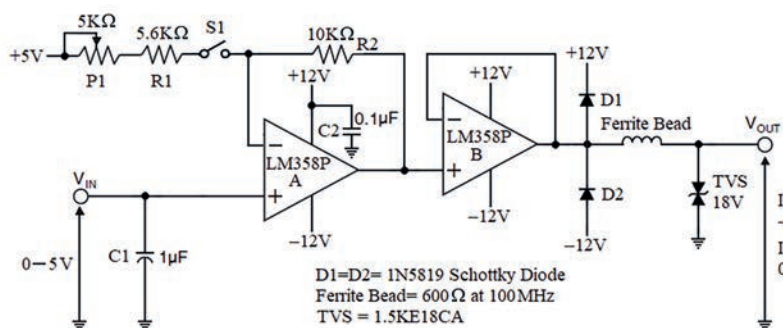 5KΩ
5.6KΩ
S1
+5V
P1
R1
10KΩ
R2
+12V
C2
0.1µF
LM358P
A
−
+
−12V
V_IN
0−5V
C1
1µF
+12V
LM358P
B
−
+
−12V
+12V
D1
Ferrite Bead
V_OUT
D2
−12V
TVS
18V
D1=D2= 1N5819 Schottky Diode
Ferrite Bead= 600Ω at 100MHz
TVS = 1.5KE18CA